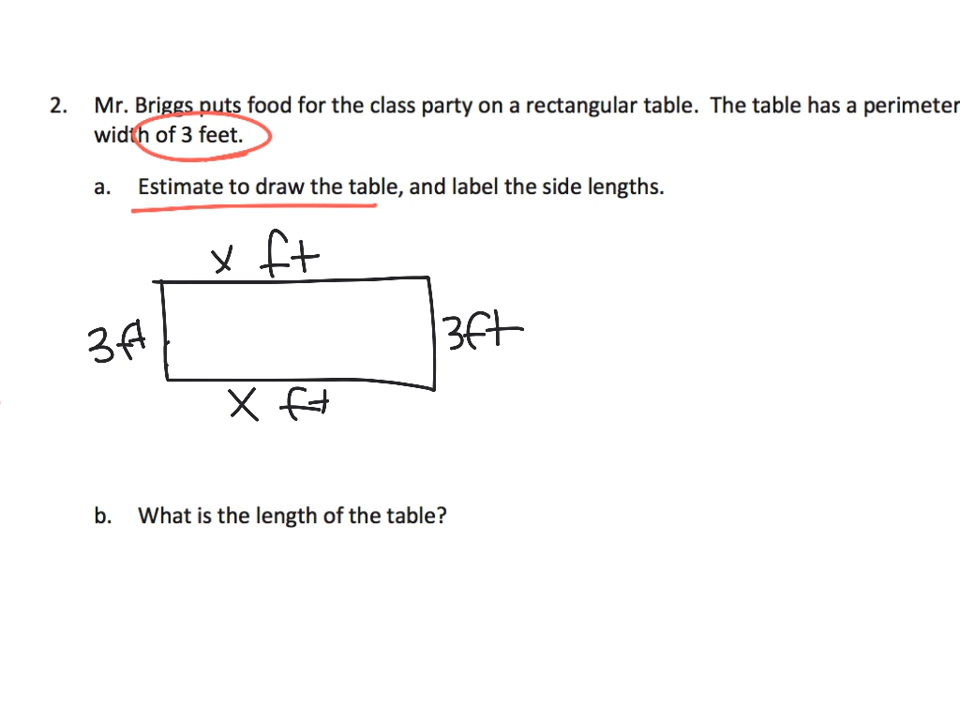 2. Mr. Briggs puts food for the class party on a rectangular table. The table has a perimeter
width of 3 feet.
a. Estimate to draw the table, and label the side lengths.
x ft
3ft 3ft
x ft
b. What is the length of the table?